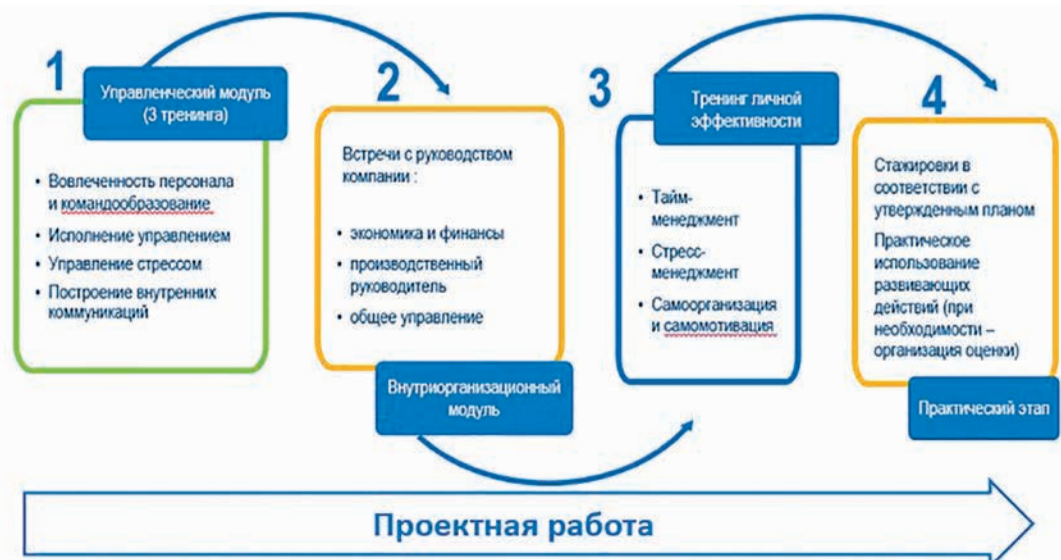 1
Управленческий модуль
(3 тренинга)
• Вовлеченность персонала
и командообразование
• Исполнение управлением
• Управление стрессом
• Построение внутренних
коммуникаций
2
Встречи с руководством
компании :
• экономика и финансы
• производственный
руководитель
• общее управление
Внутриорганизационный
модуль
3
Тренинг личной
эффективности
• Тайм-
менеджмент
• Стресс-
менеджмент
• Самоорганизация
и самомотивация
4
Стажировки в
соответствии с
утвержденным планом
Практическое
использование
развивающих
действий (при
необходимости –
организация оценки)
Практический этап
Проектная работа